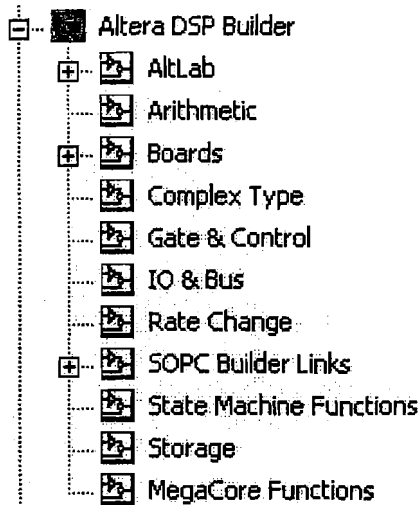 Altera DSP Builder
AltLab
Arithmetic
Boards
Complex Type
Gate & Control
IO & Bus
Rate Change
SOPC Builder Links
State Machine Functions
Storage
MegaCore Functions